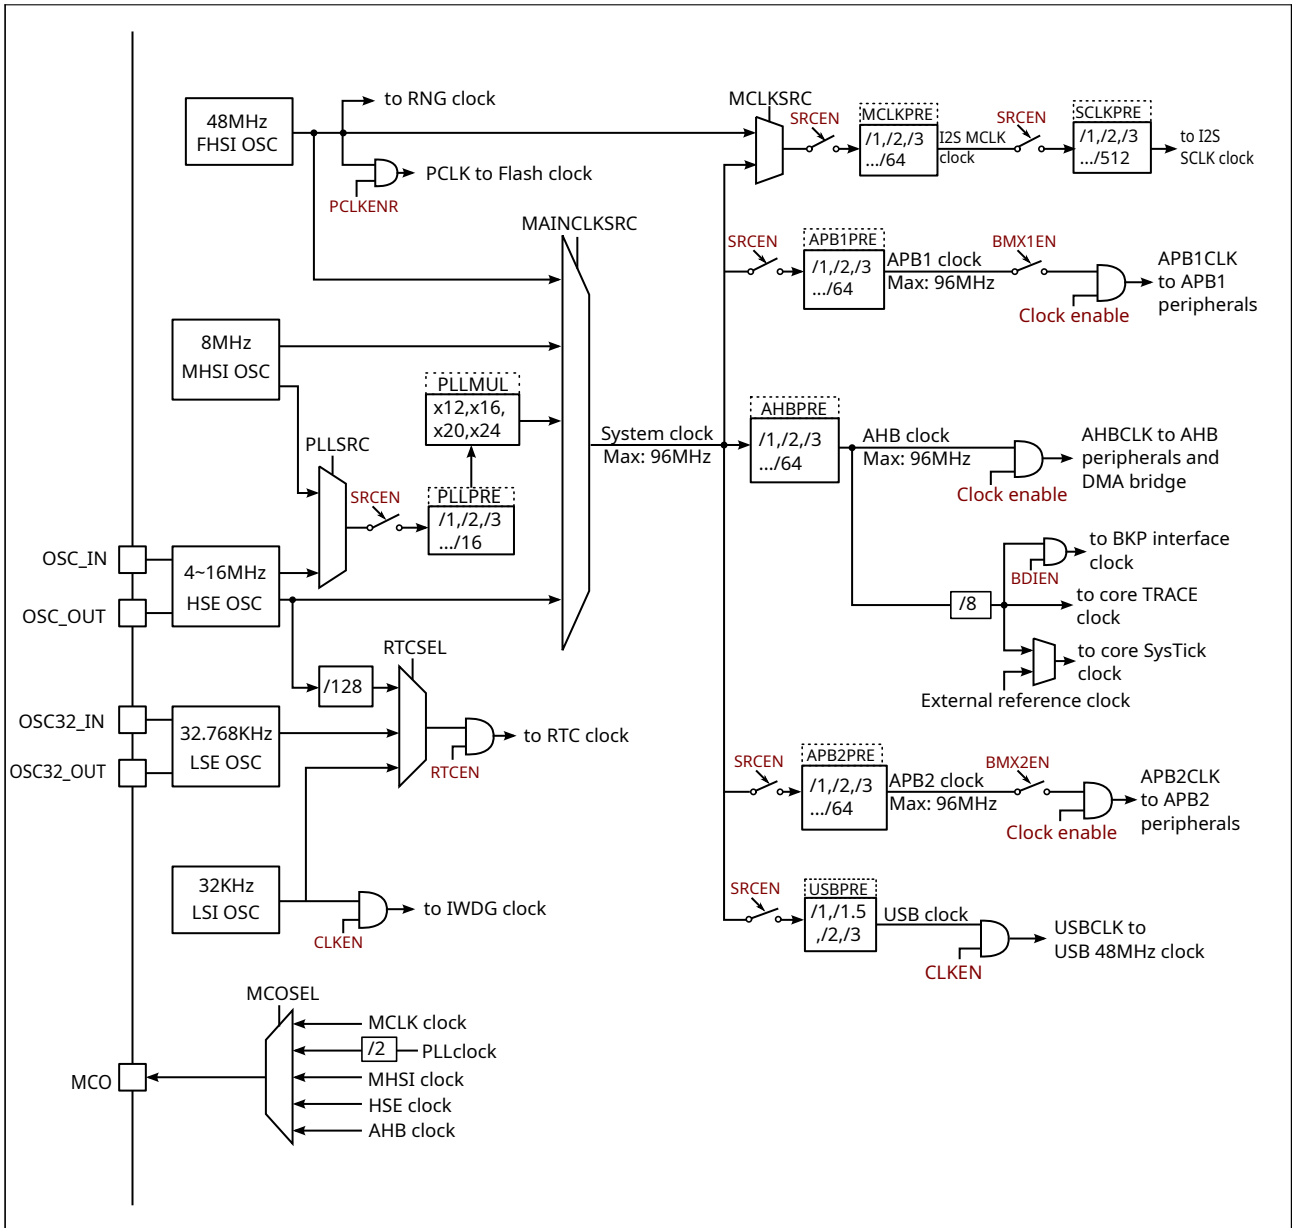 to RNG clock
48MHz
FHSI OSC
PCLK to Flash clock
PCLKENR
MCLKSRC
SRCEN
MCLKPRE
/1,/2,/3
.../64
I2S MCLK
clock
SRCEN
SCLKPRE
/1,/2,/3
.../512
to I2S
SCLK clock
MAINCLKSRC
SRCEN
APB1PRE
/1,/2,/3
.../64
APB1 clock
Max: 96MHz
BMX1EN
Clock enable
APB1CLK
to APB1
peripherals
8MHz
MHSI OSC
PLLMUL
x12,x16,
x20,x24
PLLSRC
SRCEN
PLLPRE
/1,/2,/3
.../16
System clock
Max: 96MHz
AHBPRE
/1,/2,/3
.../64
AHB clock
Max: 96MHz
Clock enable
AHBCLK to AHB
peripherals and
DMA bridge
OSC_IN
OSC_OUT
4~16MHz
HSE OSC
BDIEN
to BKP interface
clock
/8
to core TRACE
clock
to core SysTick
clock
External reference clock
RTCSEL
/128
OSC32_IN
OSC32_OUT
32.768KHz
LSE OSC
RTCEN
to RTC clock
SRCEN
APB2PRE
/1,/2,/3
.../64
APB2 clock
Max: 96MHz
BMX2EN
Clock enable
APB2CLK
to APB2
peripherals
32KHz
LSI OSC
CLKEN
to IWDG clock
SRCEN
USBPRE
/1,/1.5
,/2,/3
USB clock
CLKEN
USBCLK to
USB 48MHz clock
MCOSEL
MCO
MCLK clock
/2
PLLclock
MHSI clock
HSE clock
AHB clock